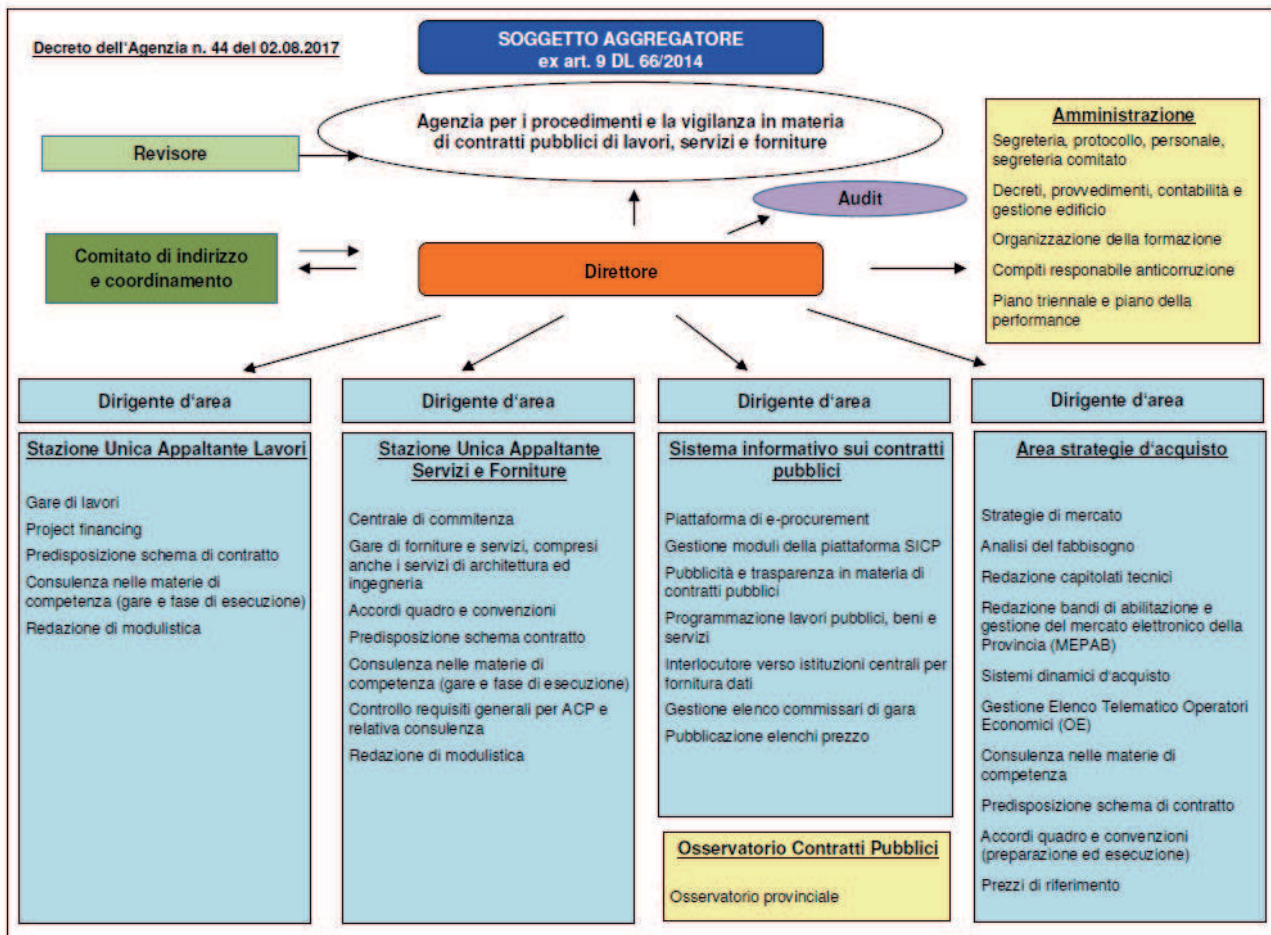 Decreto dell'Agenzia n. 44 del 02.08.2017
SOGGETTO AGGREGATORE
ex art. 9 DL 66/2014
Agenzia per i procedimenti e la vigilanza in materia
di contratti pubblici di lavori, servizi e forniture
Revisore
Audit
Comitato di indirizzo
e coordinamento
Direttore
Amministrazione
Segreteria, protocollo, personale,
segreteria comitato
Decreti, provvedimenti, contabilità e
gestione edificio
Organizzazione della formazione
Compiti responabile anticorruzione
Piano triennale e piano della
performance
Dirigente d'area
Stazione Unica Appaltante Lavori
Gare di lavori
Project financing
Predisposizione schema di contratto
Consulenza nelle materie di
competenza (gare e fase di esecuzione)
Redazione di modulistica
Dirigente d'area
Stazione Unica Appaltante
Servizi e Forniture
Centrale di commitenza
Gare di forniture e servizi, compresi
anche i servizi di architettura ed
ingegneria
Accordi quadro e convenzioni
Predisposizione schema contratto
Consulenza nelle materie di
competenza (gare e fase di esecuzione)
Controllo requisiti generali per ACP e
relativa consulenza
Redazione di modulistica
Dirigente d'area
Sistema informativo sui contratti
pubblici
Piattaforma di e-procurement
Gestione moduli della piattaforma SICP
Pubblicità e trasparenza in materia di
contratti pubblici
Programmazione lavori pubblici, beni e
servizi
Interlocutore verso istituzioni centrali per
fornitura dati
Gestione elenco commissari di gara
Pubblicazione elenchi prezzo
Osservatorio Contratti Pubblici
Osservatorio provinciale
Dirigente d'area
Area strategie d'acquisto
Strategie di mercato
Analisi del fabbisogno
Redazione capitolati tecnici
Redazione bandi di abilitazione e
gestione del mercato elettronico della
Provincia (MEPAB)
Sistemi dinamici d'acquisto
Gestione Elenco Telematico Operatori
Economici (OE)
Consulenza nelle materie di
competenza
Predisposizione schema di contratto
Accordi quadro e convenzioni
(preparazione ed esecuzione)
Prezzi di riferimento